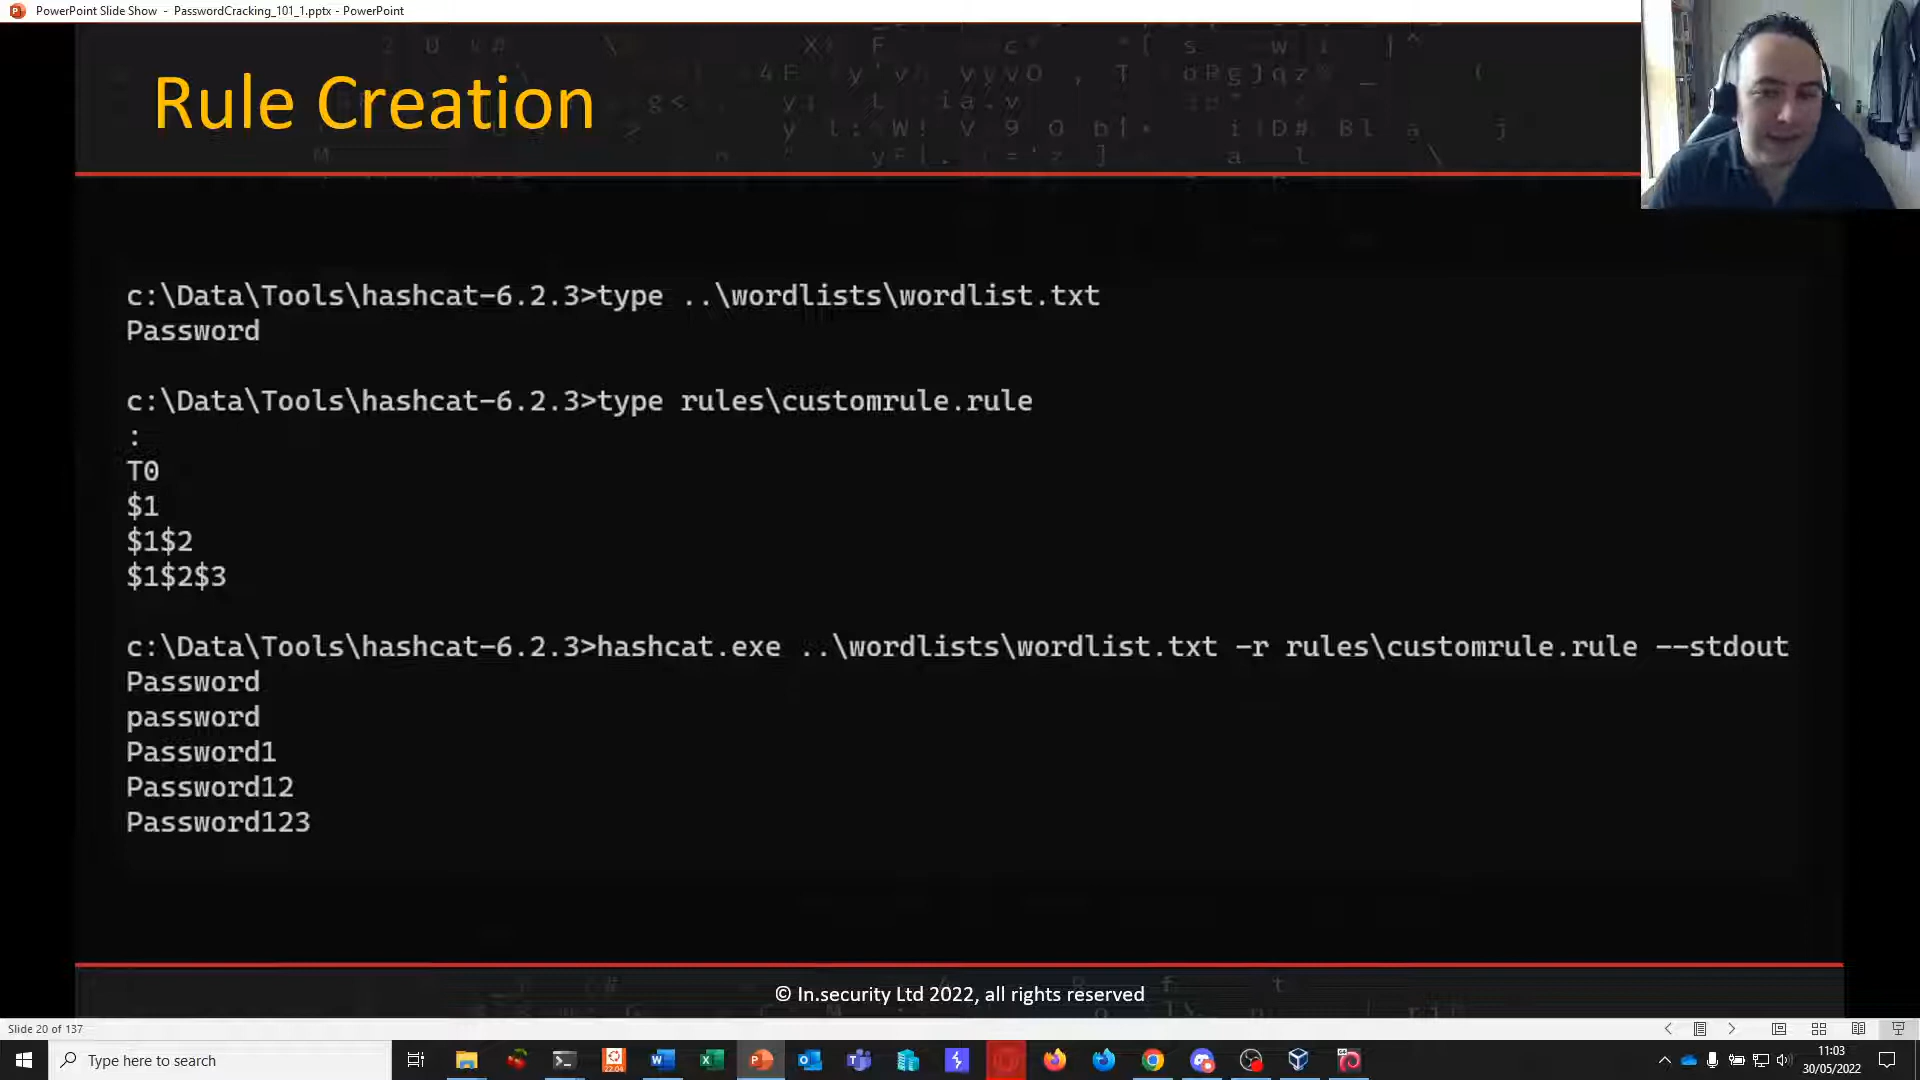 PowerPoint Slide Show - PasswordCracking_101_1.pptx - PowerPoint
Rule Creation
c:\Data\Tools\hashcat-6.2.3>type ..\wordlists\wordlist.txt
Password
c:\Data\Tools\hashcat-6.2.3>type rules\customrule.rule
:
T0
$1
$1$2
$1$2$3
c:\Data\Tools\hashcat-6.2.3>hashcat.exe ..\wordlists\wordlist.txt -r rules\customrule.rule --stdout
Password
password
Password1
Password12
Password123
© In.security Ltd 2022, all rights reserved
Slide 20 of 137
Type here to search
22.04
11:03
30/05/2022